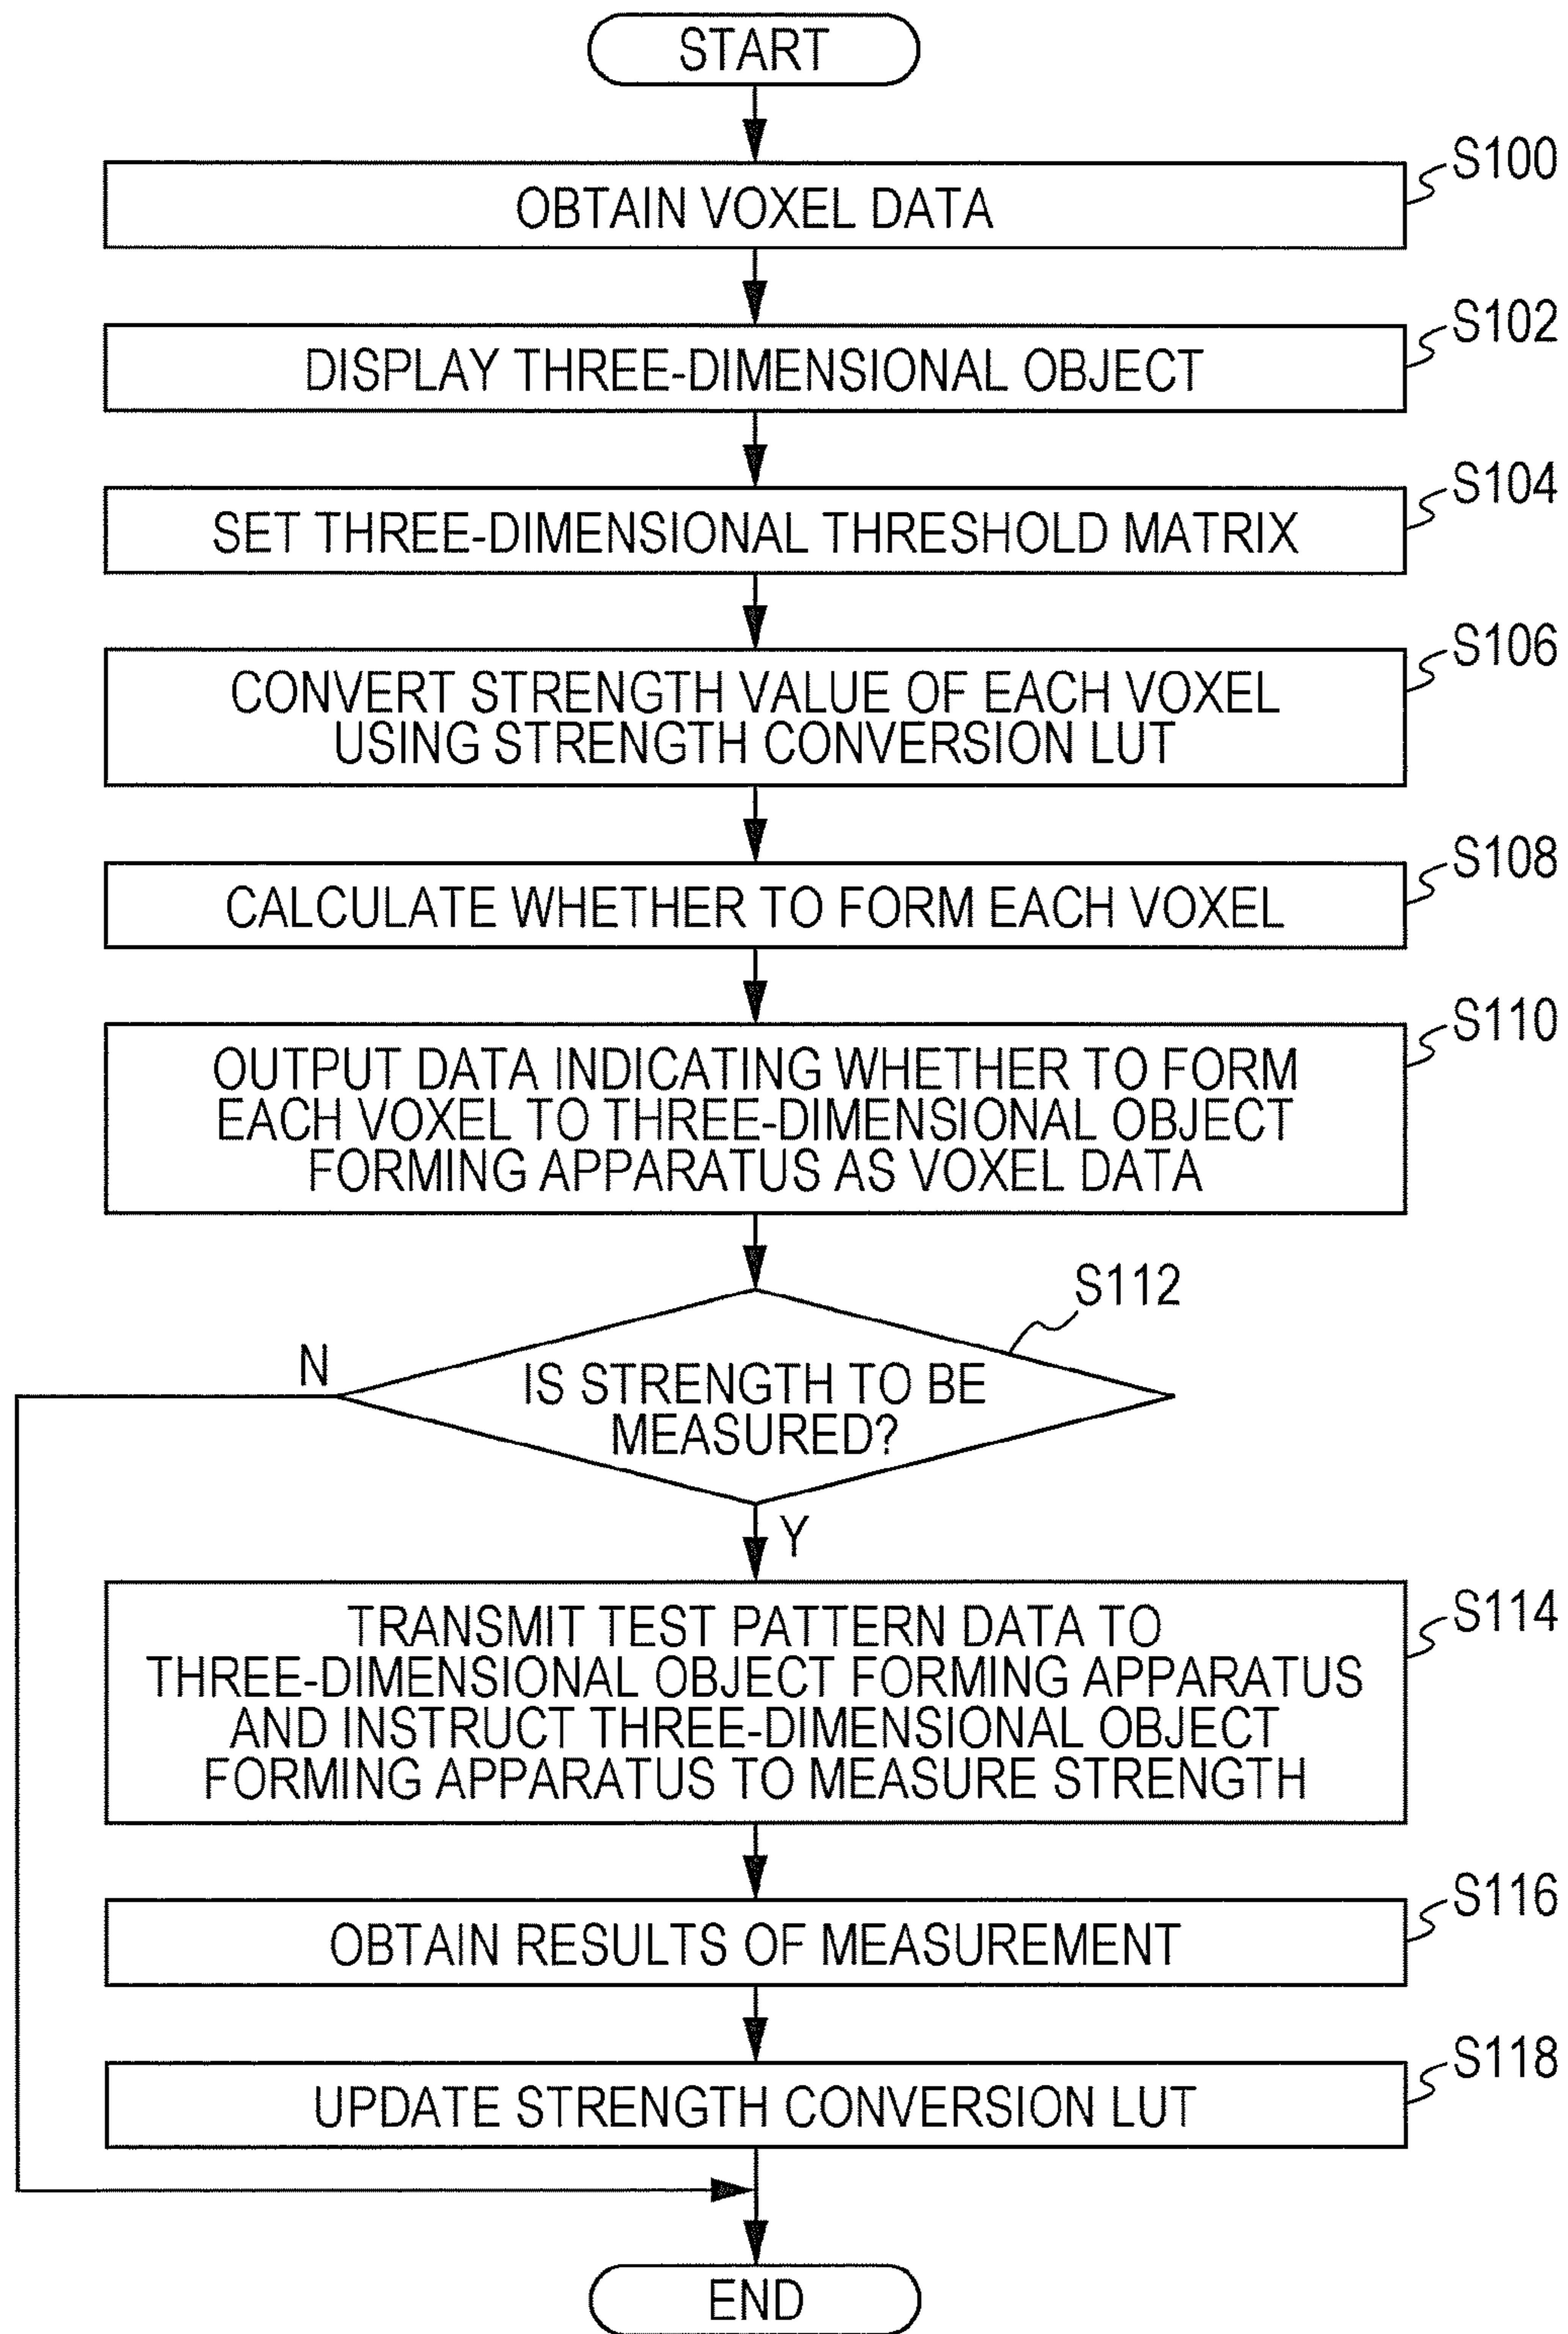 START
S100
OBTAIN VOXEL DATA
S102
DISPLAY THREE-DIMENSIONAL OBJECT
S104
SET THREE-DIMENSIONAL THRESHOLD MATRIX
S106
CONVERT STRENGTH VALUE OF EACH VOXEL
USING STRENGTH CONVERSION LUT
S108
CALCULATE WHETHER TO FORM EACH VOXEL
S110
OUTPUT DATA INDICATING WHETHER TO FORM
EACH VOXEL TO THREE-DIMENSIONAL OBJECT
FORMING APPARATUS AS VOXEL DATA
S112
N
IS STRENGTH TO BE
MEASURED?
Y
S114
TRANSMIT TEST PATTERN DATA TO
THREE-DIMENSIONAL OBJECT FORMING APPARATUS
AND INSTRUCT THREE-DIMENSIONAL OBJECT
FORMING APPARATUS TO MEASURE STRENGTH
S116
OBTAIN RESULTS OF MEASUREMENT
S118
UPDATE STRENGTH CONVERSION LUT
END